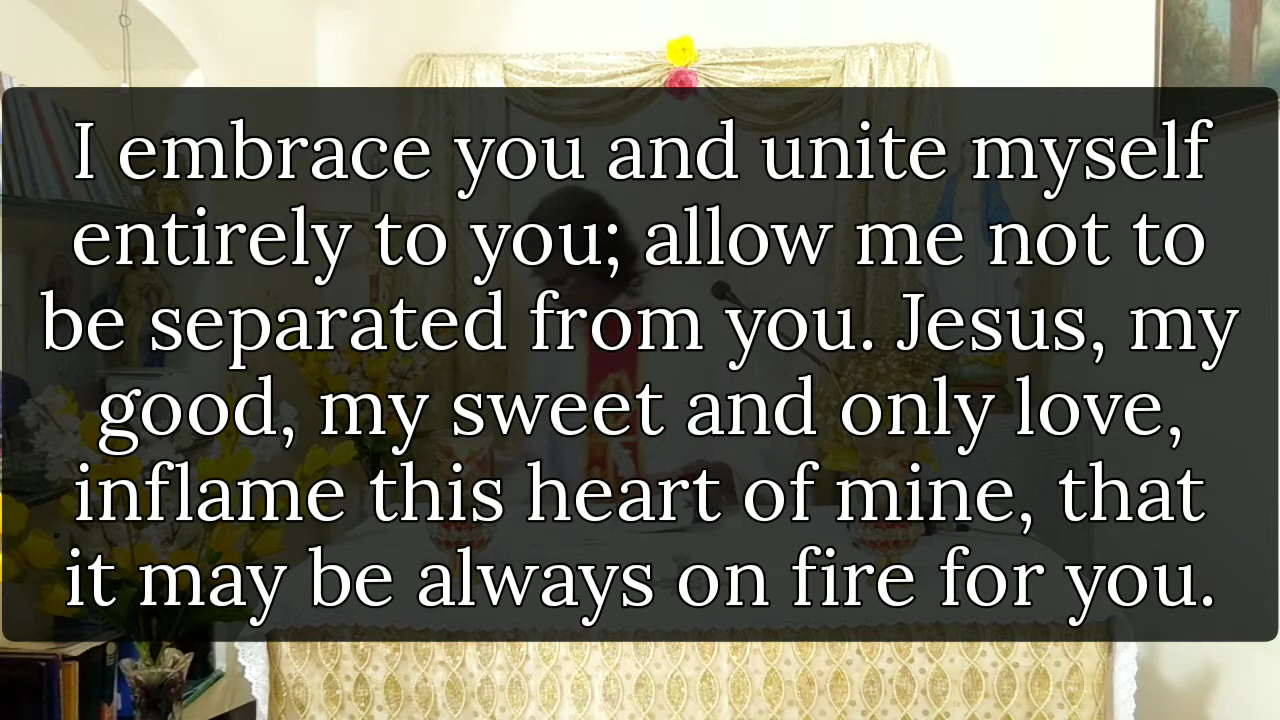 I embrace you and unite myself
entirely to you; allow me not to
be separated from you. Jesus, my
good, my sweet and only love,
inflame this heart of mine, that
it may be always on fire for you.